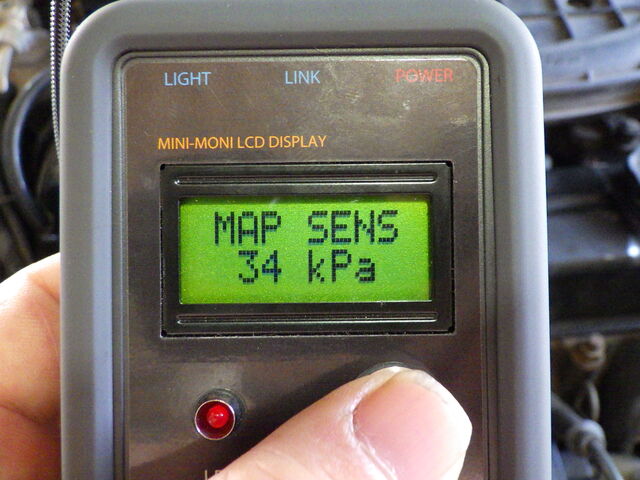 LIGHT LINK POWER
MINI-MONI LCD DISPLAY
MAP SENS
34 kPa